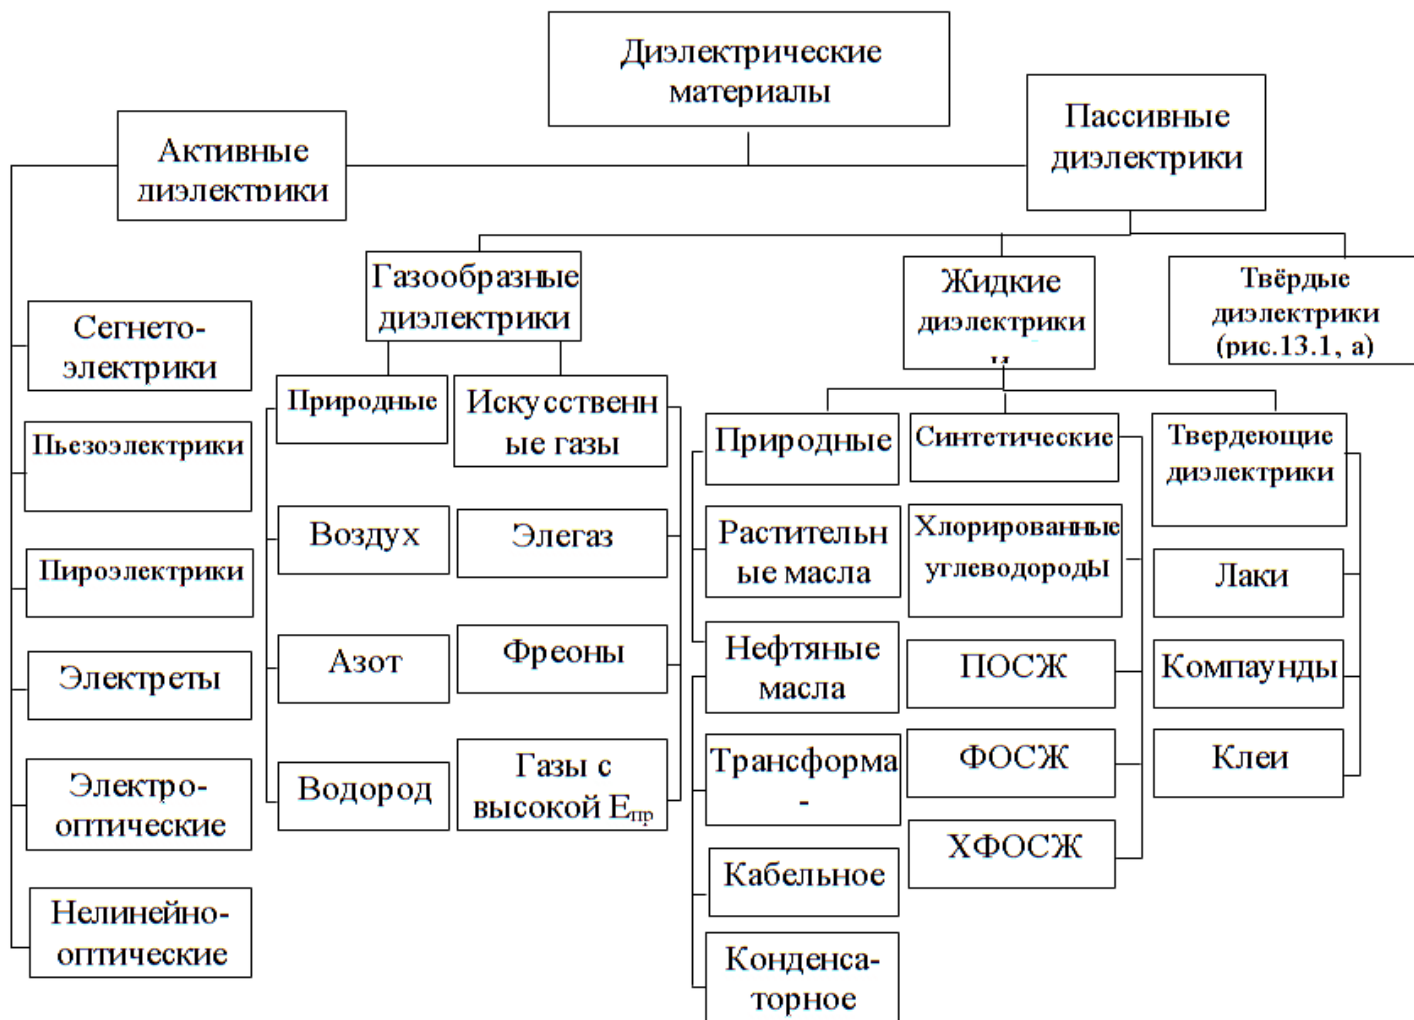 Диэлектрические
материалы
Активные
диэлектрики
Пассивные
диэлектрики
Газообразные
диэлектрики
Жидкие
диэлектрики
и
Твёрдые
диэлектрики
(рис.13.1, а)
Сегнето-
электрики
Пьезоэлектрики
Пироэлектрики
Электреты
Электро-
оптические
Нелинейно-
оптические
Природные
Воздух
Азот
Водород
Искусственн
ые газы
Элегаз
Фреоны
Газы с
высокой Епр
Природные
Растительн
ые масла
Нефтяные
масла
Трансформа
-
Кабельное
Конденса-
торное
Синтетические
Хлорированные
углеводороды
ПОСЖ
ФОСЖ
ХФОСЖ
Твердеющие
диэлектрики
Лаки
Компаунды
Клеи